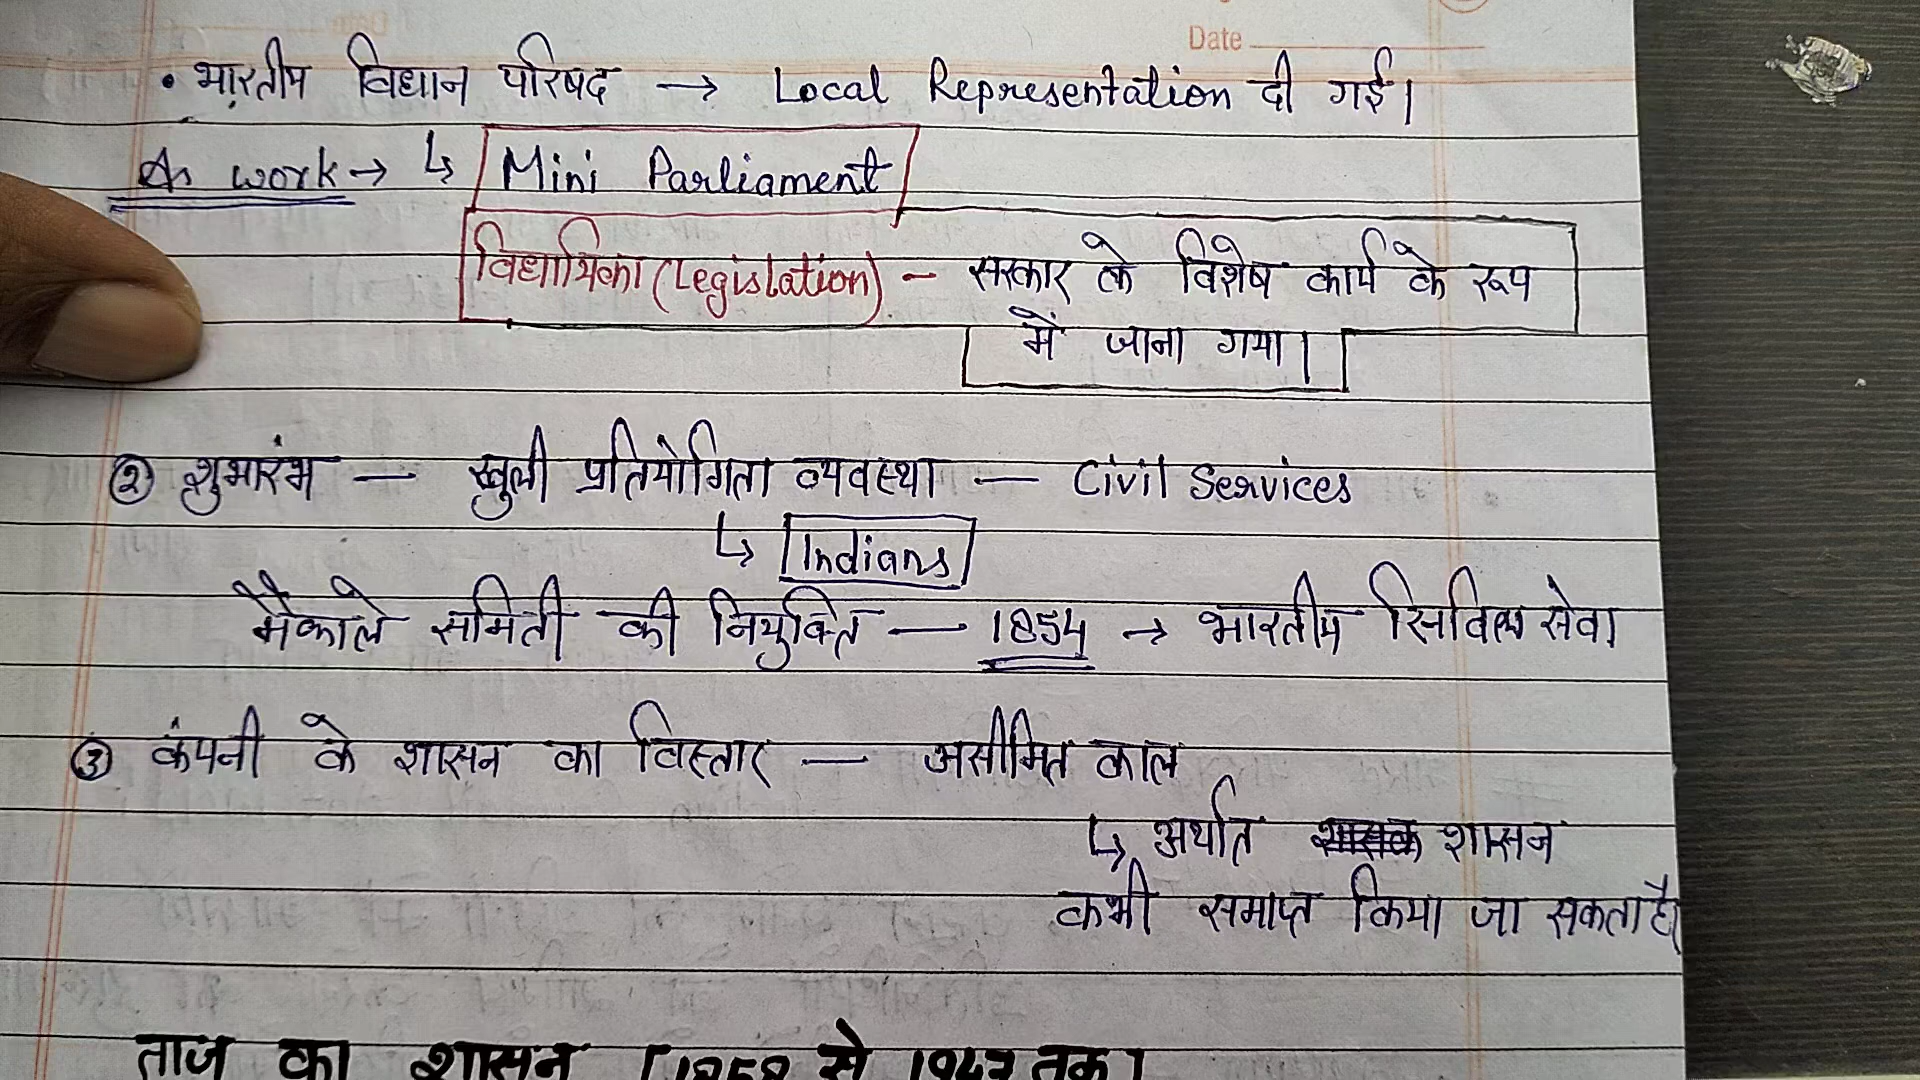 Date
• भारतीय विधान परिषद → Local Representation दी गई।
As work → ↳ Mini Parliament
विधायिका (Legislation) – सरकार के विशेष कार्य के रूप
में जाना गया।
② शुभारंभ — खुली प्रतियोगिता व्यवस्था — Civil Services
↳ Indians
मैकाले समिती की नियुक्ति — 1854 → भारतीय सिविल सेवा
③ कंपनी के शासन का विस्तार — असीमित काल
↳ अर्थात शासन
कभी समाप्त किया जा सकता है।
ताज का शासन [1858 से 1947 तक]